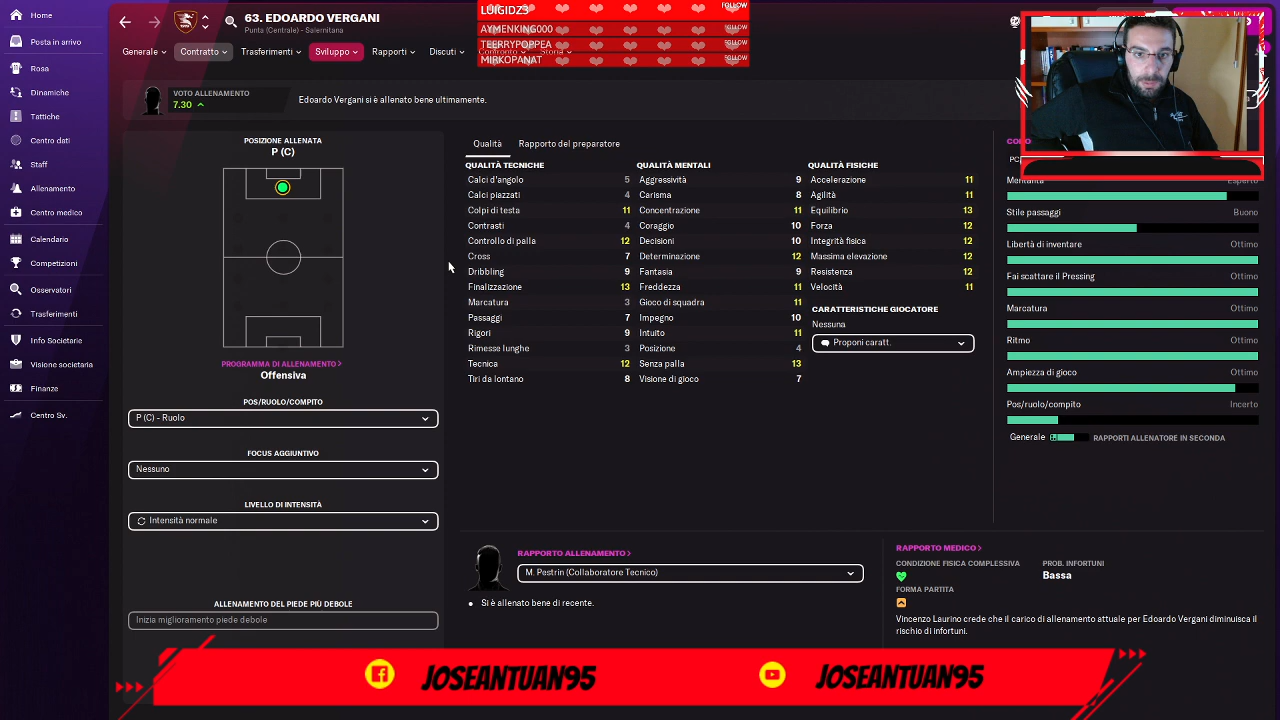 63. EDOARDO VERGANI
Punta (Centrale) - Salernitana
LUIGIDZ3 FOLLOW
AYMENKING000 FOLLOW
TEERRYPOPPEA FOLLOW
MIRKOPANAT FOLLOW
Home
Posta in arrivo
Rosa
Dinamiche
Tattiche
Centro dati
Staff
Allenamento
Centro medico
Calendario
Competizioni
Osservatori
Trasferimenti
Info Societarie
Visione societaria
Finanze
Centro Sv.
Generale
Contratto
Trasferimenti
Sviluppo
Rapporti
Discuti
VOTO ALLENAMENTO
7.30
Edoardo Vergani si è allenato bene ultimamente.
POSIZIONE ALLENATA
P (C)
PROGRAMMA DI ALLENAMENTO
Offensiva
POS/RUOLO/COMPITO
P (C) - Ruolo
FOCUS AGGIUNTIVO
Nessuno
LIVELLO DI INTENSITÀ
Intensità normale
ALLENAMENTO DEL PIEDE PIÙ DEBOLE
Inizia miglioramento piede debole
Qualità
Rapporto del preparatore
QUALITÀ TECNICHE
Calci d'angolo 5
Calci piazzati 4
Colpi di testa 11
Contrasti 4
Controllo di palla 12
Cross 7
Dribbling 9
Finalizzazione 13
Marcatura 3
Passaggi 7
Rigori 9
Rimesse lunghe 3
Tecnica 12
Tiri da lontano 8
QUALITÀ MENTALI
Aggressività 9
Carisma 8
Concentrazione 11
Coraggio 10
Decisioni 10
Determinazione 12
Fantasia 9
Freddezza 11
Gioco di squadra 11
Impegno 10
Intuito 11
Posizione 4
Senza palla 13
Visione di gioco 7
QUALITÀ FISICHE
Accelerazione 11
Agilità 11
Equilibrio 13
Forza 12
Integrità fisica 12
Massima elevazione 12
Resistenza 12
Velocità 11
CARATTERISTICHE GIOCATORE
Nessuna
Proponi caratt.
Mentalità Esperto
Stile passaggi Buono
Libertà di inventare Ottimo
Fai scattare il Pressing Ottimo
Marcatura Ottimo
Ritmo Ottimo
Ampiezza di gioco Ottimo
Pos/ruolo/compito Incerto
Generale RAPPORTI ALLENATORE IN SECONDA
RAPPORTO ALLENAMENTO
M. Pestrin (Collaboratore Tecnico)
Si è allenato bene di recente.
RAPPORTO MEDICO
CONDIZIONE FISICA COMPLESSIVA
PROB. INFORTUNI
Bassa
FORMA PARTITA
Vincenzo Laurino crede che il carico di allenamento attuale per Edoardo Vergani diminuisca il
rischio di infortuni.
JOSEANTUAN95
JOSEANTUAN95